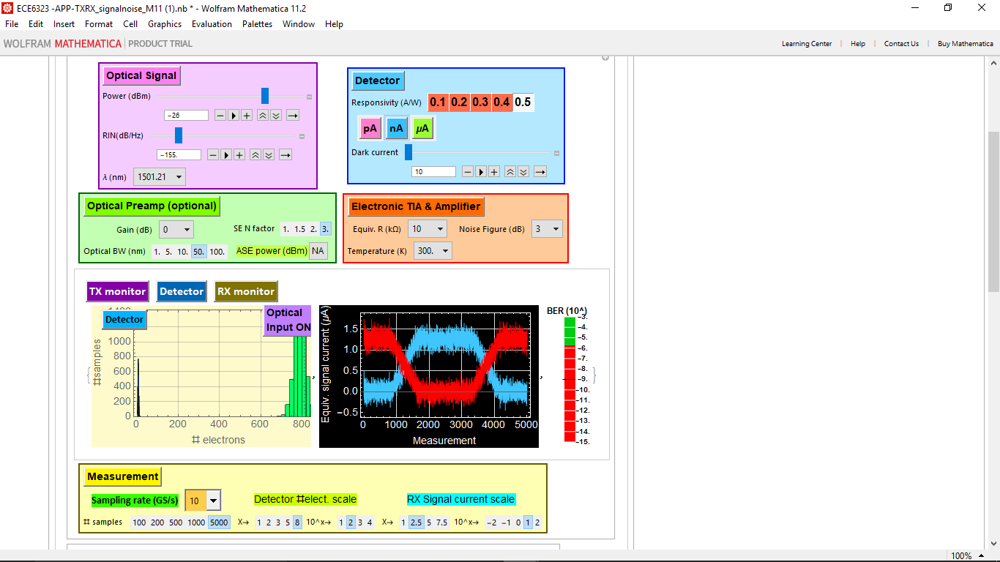 ECE6323 -APP-TXRX_signalnoise_M11 (1).nb * - Wolfram Mathematica 11.2
File Edit Insert Format Cell Graphics Evaluation Palettes Window Help
WOLFRAM MATHEMATICA | PRODUCT TRIAL
Learning Center | Help | Contact Us | Buy Mathematica
Optical Signal
Power (dBm)
-26
RIN(dB/Hz)
-155.
λ (nm) 1501.21
Detector
Responsivity (A/W) 0.1 0.2 0.3 0.4 0.5
pA nA μA
Dark current
10
Optical Preamp (optional)
Gain (dB) 0 SE N factor 1. 1.5 2. 3.
Optical BW (nm) 1. 5. 10. 50. 100. ASE power (dBm) NA
Electronic TIA & Amplifier
Equiv. R (kΩ) 10 Noise Figure (dB) 3
Temperature (K) 300.
TX monitor Detector RX monitor
Detector
Optical
Input ON
1400
1000
800
600
400
200
0
#samples
0 200 400 600 800
# electrons
Equiv. signal current (μA)
1.5
1.0
0.5
0.0
-0.5
0 1000 2000 3000 4000 5000
Measurement
BER (10^)
-3.
-4.
-5.
-6.
-7.
-8.
-9.
-10.
-11.
-12.
-13.
-14.
-15.
Measurement
Sampling rate (GS/s) 10 Detector #elect. scale RX Signal current scale
# samples 100 200 500 1000 5000 X→ 1 2 3 5 8 10^x→ 1 2 3 4 X→ 1 2.5 5 7.5 10^x→ -2 -1 0 1 2
100%